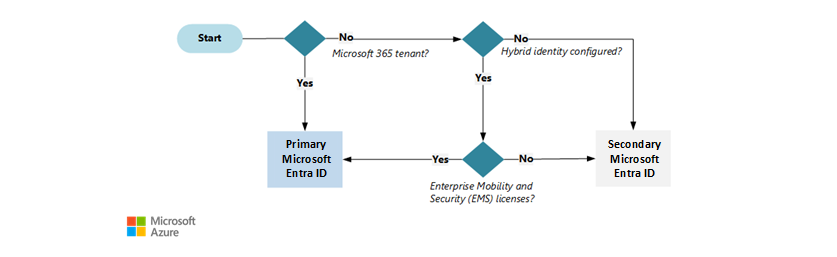 Start
No
Microsoft 365 tenant?
No
Hybrid identity configured?
Yes
Yes
Primary
Microsoft
Entra ID
Yes
No
Secondary
Microsoft
Entra ID
Enterprise Mobility and
Security (EMS) licenses?
Microsoft
Azure